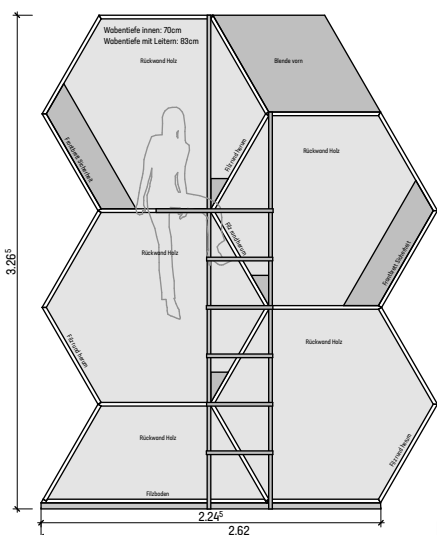 Wabentiefe innen: 70cm
Wabentiefe mit Leitern: 83cm
Rückwand Holz
Blende vorn
Frontbrett Sicherheit
Filz rund herum
Rückwand Holz
Filz rund herum
Rückwand Holz
Frontbrett Sicherheit
3.26⁵
Filz rund herum
Rückwand Holz
Rückwand Holz
Filz rund herum
Filzboden
2.24⁵
2.62